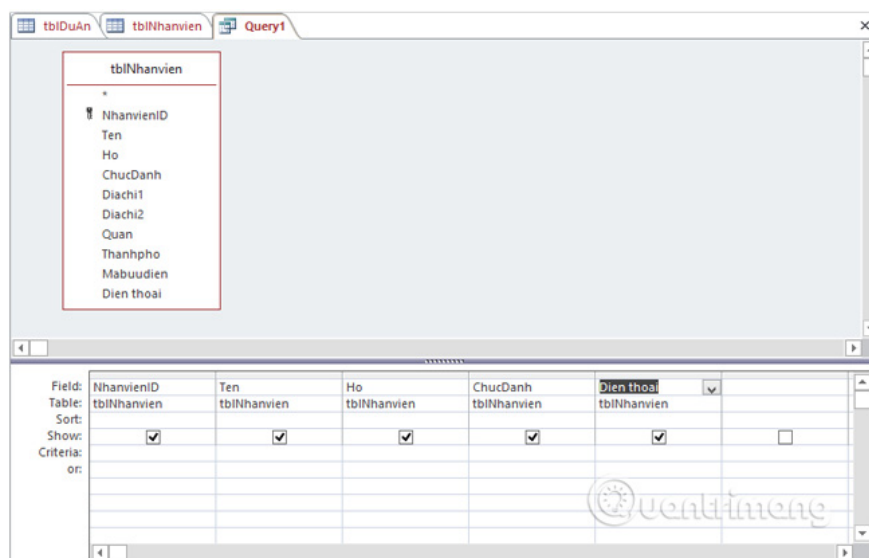 tblDuAn tblNhanvien Query1
tblNhanvien
*
NhanvienID
Ten
Ho
ChucDanh
Diachi1
Diachi2
Quan
Thanhpho
Mabuudien
Dien thoai
Field: NhanvienID Ten Ho ChucDanh Dien thoai
Table: tblNhanvien tblNhanvien tblNhanvien tblNhanvien tblNhanvien
Sort:
Show:
Criteria:
or:
Quantrimang